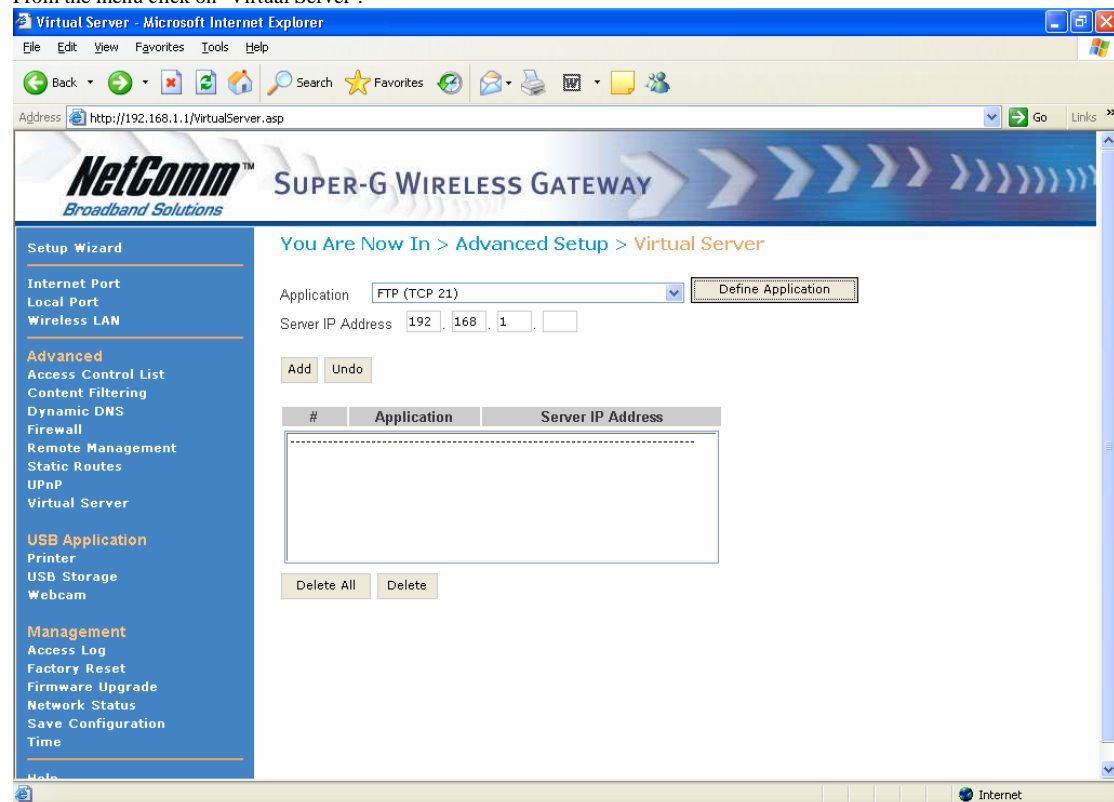 From the menu click on "Virtual Server".
Virtual Server - Microsoft Internet Explorer
File Edit View Favorites Tools Help
Back Search Favorites
Address http://192.168.1.1/VirtualServer.asp Go Links »
NetComm™ SUPER-G WIRELESS GATEWAY
Broadband Solutions
Setup Wizard
Internet Port
Local Port
Wireless LAN
Advanced
Access Control List
Content Filtering
Dynamic DNS
Firewall
Remote Management
Static Routes
UPnP
Virtual Server
USB Application
Printer
USB Storage
Webcam
Management
Access Log
Factory Reset
Firmware Upgrade
Network Status
Save Configuration
Time
Help
You Are Now In > Advanced Setup > Virtual Server
Application FTP (TCP 21) Define Application
Server IP Address 192 . 168 . 1 .
Add Undo
# Application Server IP Address
--------------------------------------------------------------------------------
Delete All Delete
Internet